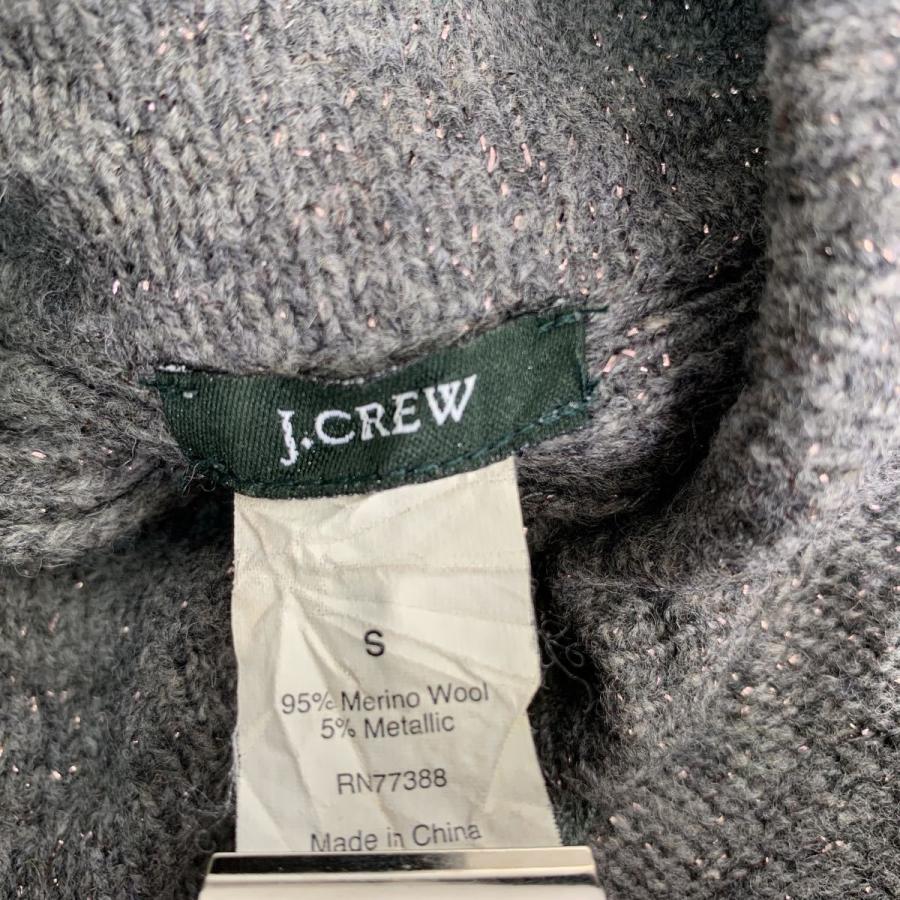 J.CREW
S
95% Merino Wool
5% Metallic
RN77388
Made in China